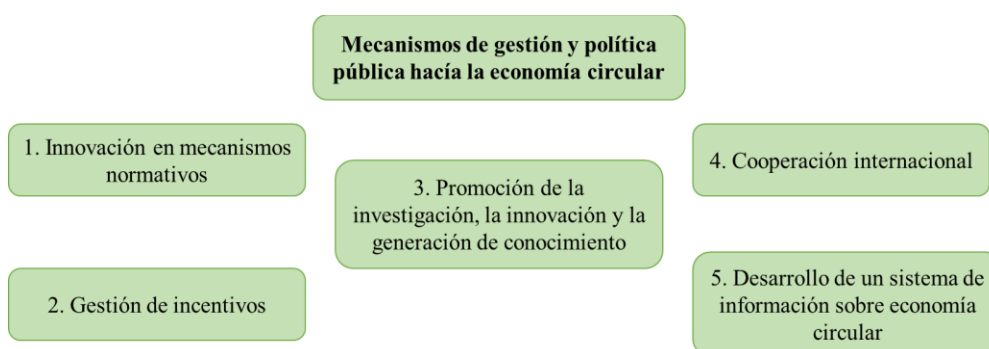 Mecanismos de gestión y política
pública hacía la economía circular
1. Innovación en mecanismos
normativos
2. Gestión de incentivos
3. Promoción de la
investigación, la innovación y la
generación de conocimiento
4. Cooperación internacional
5. Desarrollo de un sistema de
información sobre economía
circular